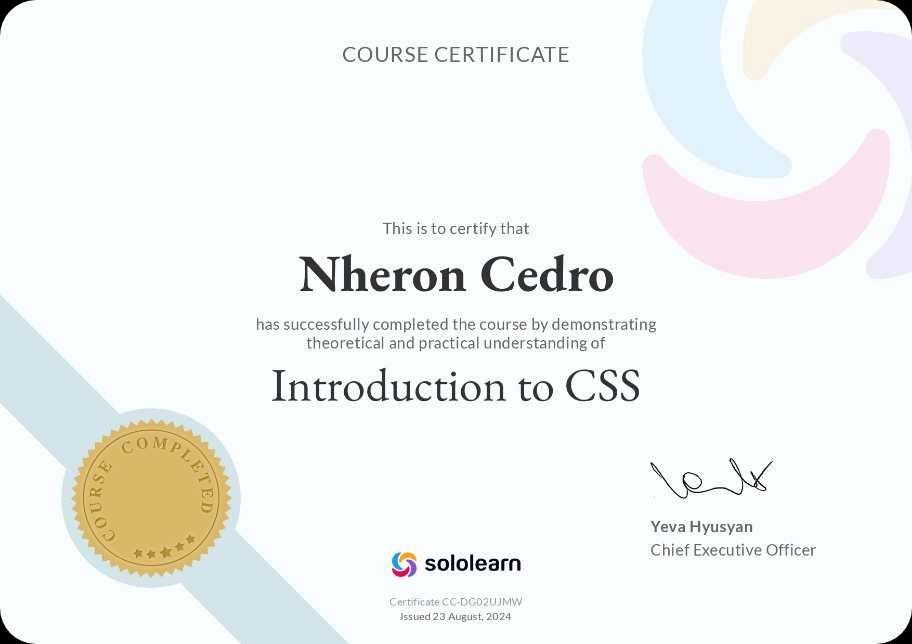 COURSE CERTIFICATE
This is to certify that
Nheron Cedro
has successfully completed the course by demonstrating
theoretical and practical understanding of
Introduction to CSS
COURSE COMPLETED
Yeva Hyusyan
Chief Executive Officer
sololearn
Certificate CC-DG02UJMW
Issued 23 August, 2024